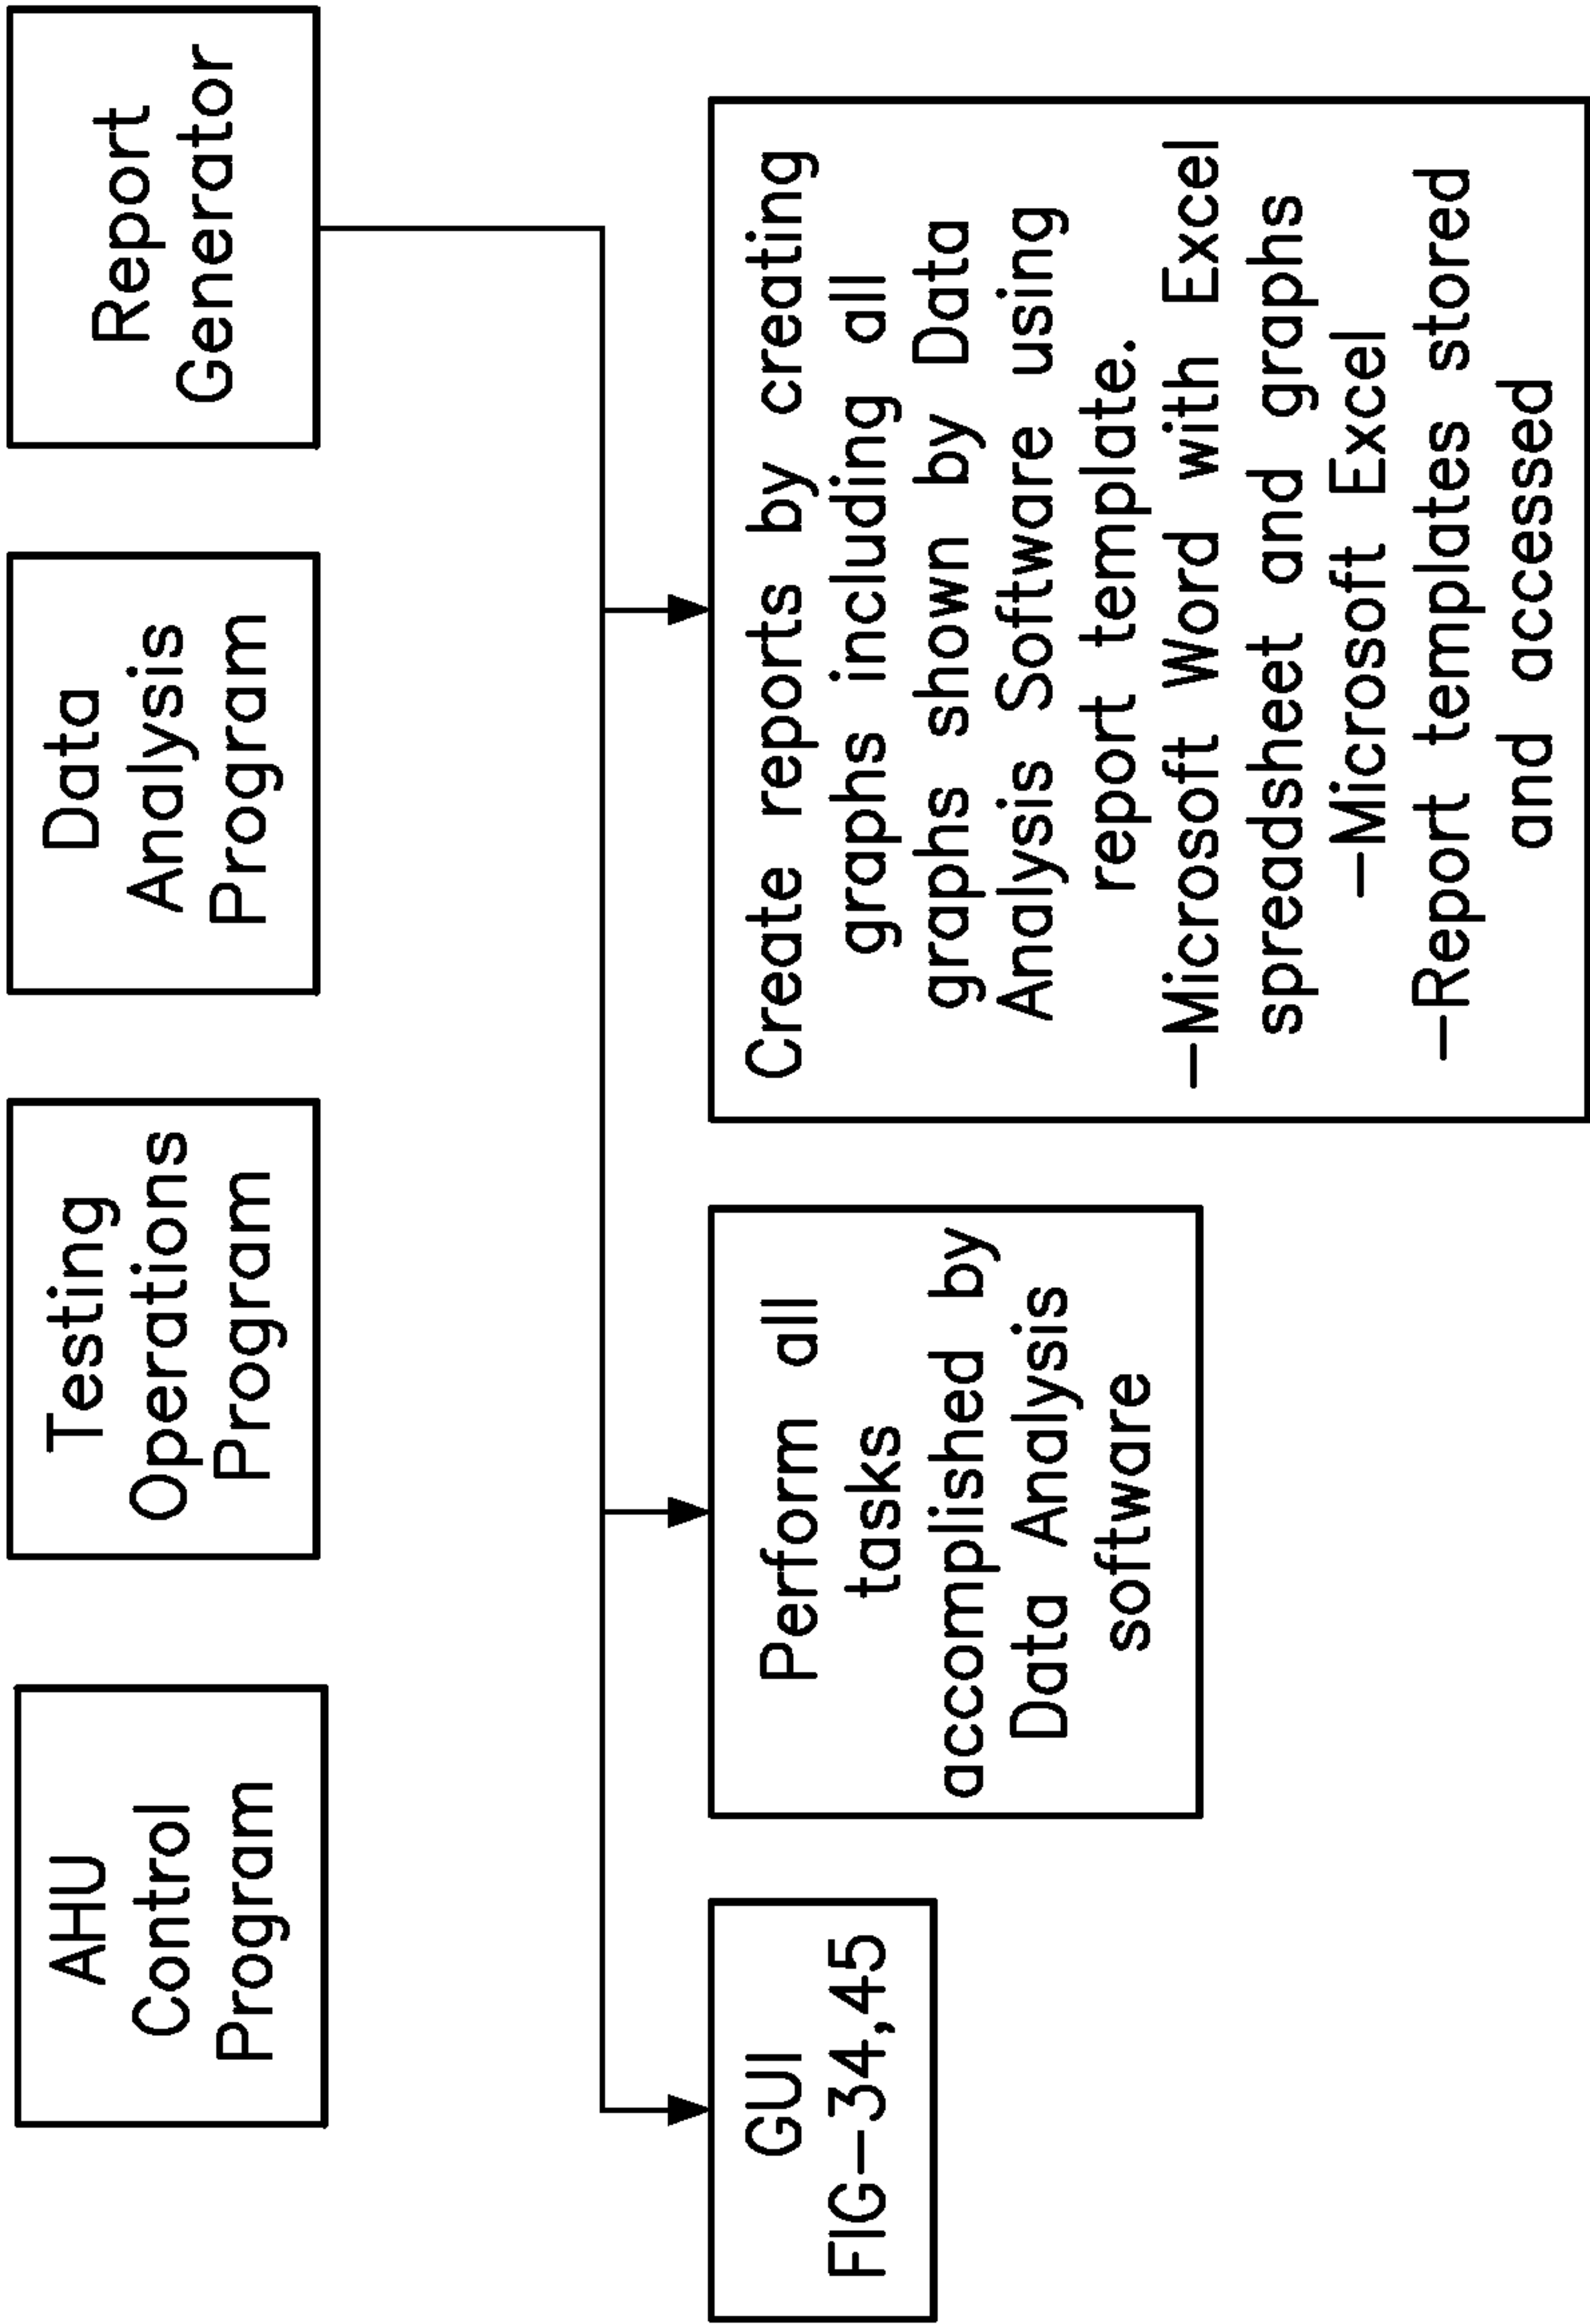 AHU
Control
Program
Testing
Operations
Program
Data
Analysis
Program
Report
Generator
GUI
FIG-34,45
Perform all
tasks
accomplished by
Data Analysis
software
Create reports by creating
graphs including all
graphs shown by Data
Analysis Software using
report template.
-Microsoft Word with Excel
spreadsheet and graphs
-Microsoft Excel
-Report templates stored
and accessed